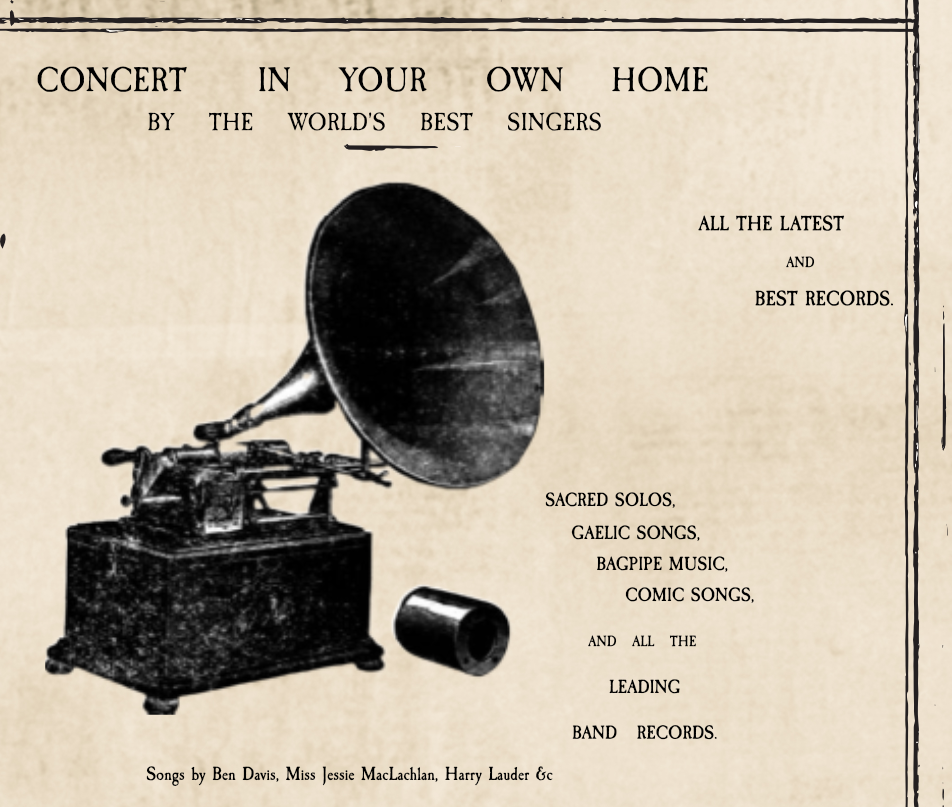 CONCERT IN YOUR OWN HOME
BY THE WORLD'S BEST SINGERS
ALL THE LATEST
AND
BEST RECORDS.
SACRED SOLOS,
GAELIC SONGS,
BAGPIPE MUSIC,
COMIC SONGS,
AND ALL THE
LEADING
BAND RECORDS.
Songs by Ben Davis, Miss Jessie MacLachlan, Harry Lauder &c